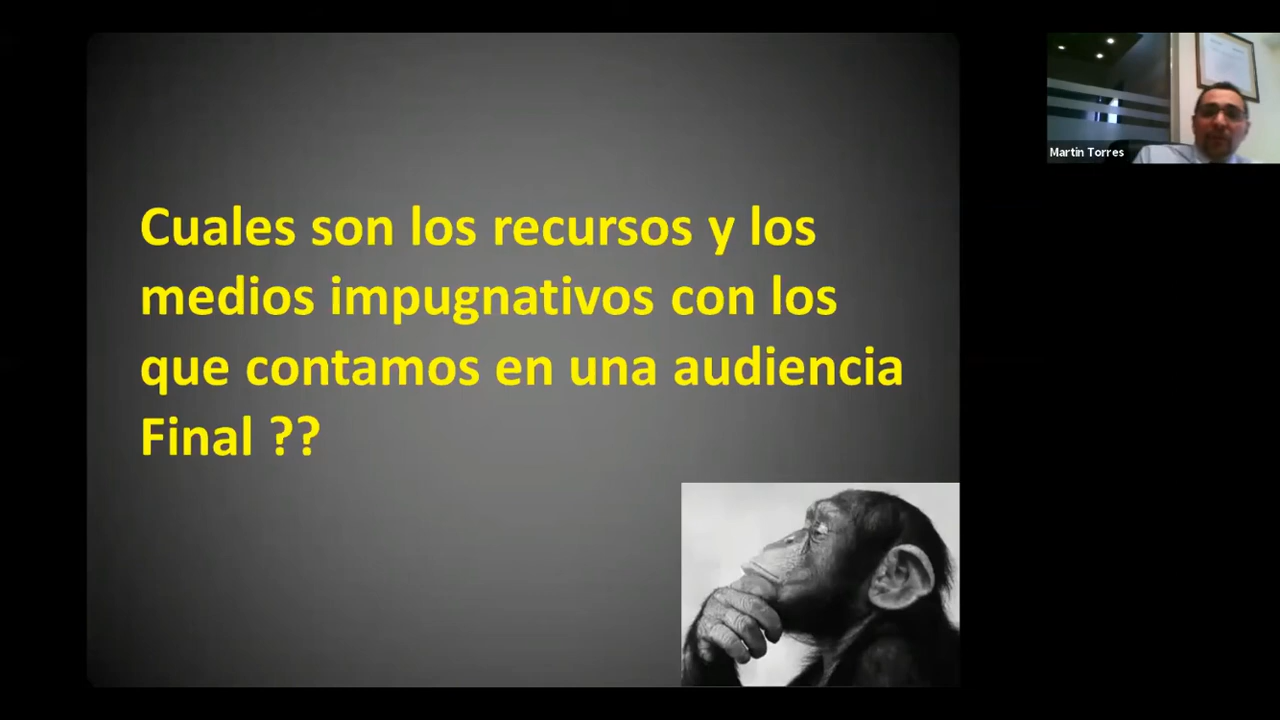 Cuales son los recursos y los
medios impugnativos con los
que contamos en una audiencia
Final ??
Martin Torres